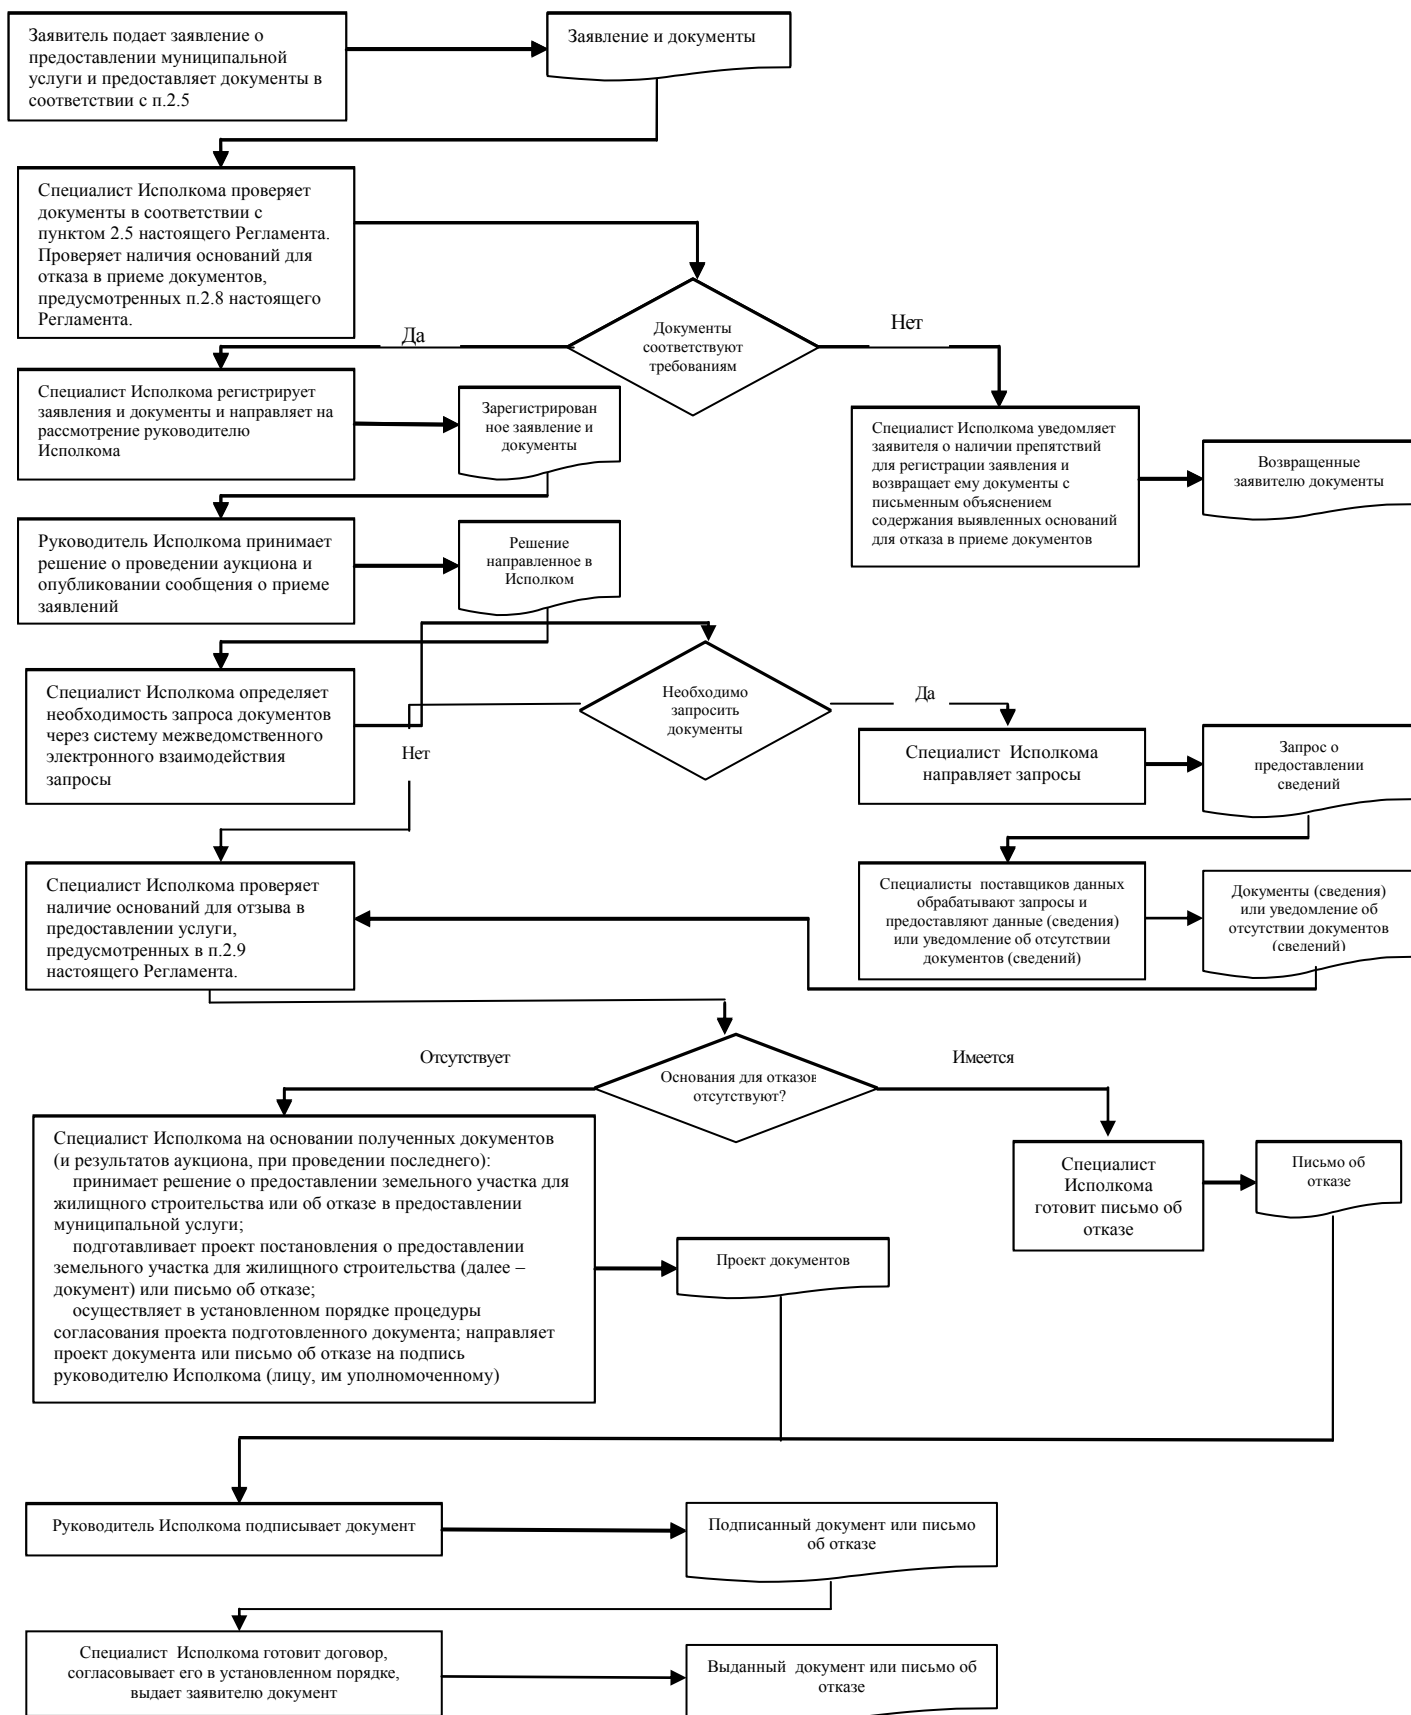 Заявитель подает заявление о
предоставлении муниципальной
услуги и предоставляет документы в
соответствии с п.2.5
Заявление и документы
Специалист Исполкома проверяет
документы в соответствии с
пунктом 2.5 настоящего Регламента.
Проверяет наличия оснований для
отказа в приеме документов,
предусмотренных п.2.8 настоящего
Регламента.
Документы
соответствуют
требованиям
Да
Нет
Специалист Исполкома регистрирует
заявления и документы и направляет на
рассмотрение руководителю
Исполкома
Зарегистрирован
ное заявление и
документы
Специалист Исполкома уведомляет
заявителя о наличии препятствий
для регистрации заявления и
возвращает ему документы с
письменным объяснением
содержания выявленных оснований
для отказа в приеме документов
Возвращенные
заявителю документы
Руководитель Исполкома принимает
решение о проведении аукциона и
опубликовании сообщения о приеме
заявлений
Решение
направленное в
Исполком
Специалист Исполкома определяет
необходимость запроса документов
через систему межведомственного
электронного взаимодействия
запросы
Необходимо
запросить
документы
Да
Нет
Специалист  Исполкома
направляет запросы
Запрос о
предоставлении
сведений
Специалист Исполкома проверяет
наличие оснований для отзыва в
предоставлении услуги,
предусмотренных в п.2.9
настоящего Регламента.
Специалисты  поставщиков данных
обрабатывают запросы и
предоставляют данные (сведения)
или уведомление об отсутствии
документов (сведений)
Документы (сведения)
или уведомление об
отсутствии документов
(сведений)
Отсутствует
Имеется
Основания для отказов
отсутствуют?
Специалист Исполкома на основании полученных документов
(и результатов аукциона, при проведении последнего):
принимает решение о предоставлении земельного участка для
жилищного строительства или об отказе в предоставлении
муниципальной услуги;
подготавливает проект постановления о предоставлении
земельного участка для жилищного строительства (далее –
документ) или письмо об отказе;
осуществляет в установленном порядке процедуры
согласования проекта подготовленного документа; направляет
проект документа или письмо об отказе на подпись
руководителю Исполкома (лицу, им уполномоченному)
Проект документов
Специалист
Исполкома
готовит письмо об
отказе
Письмо об
отказе
Руководитель Исполкома подписывает документ
Подписанный документ или письмо
об отказе
Специалист  Исполкома готовит договор,
согласовывает его в установленном порядке,
выдает заявителю документ
Выданный  документ или письмо об
отказе